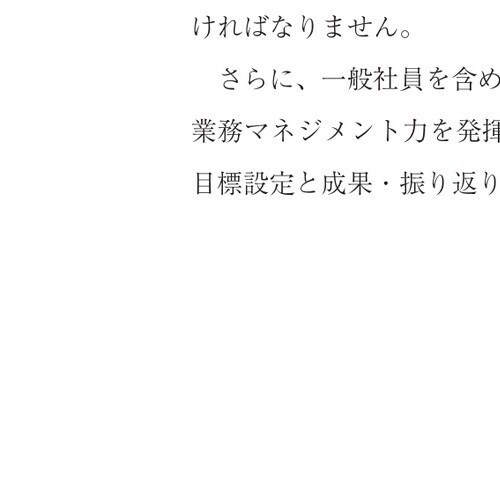 ければなりません。
　さらに、一般社員を含め
業務マネジメント力を発揮
目標設定と成果・振り返り